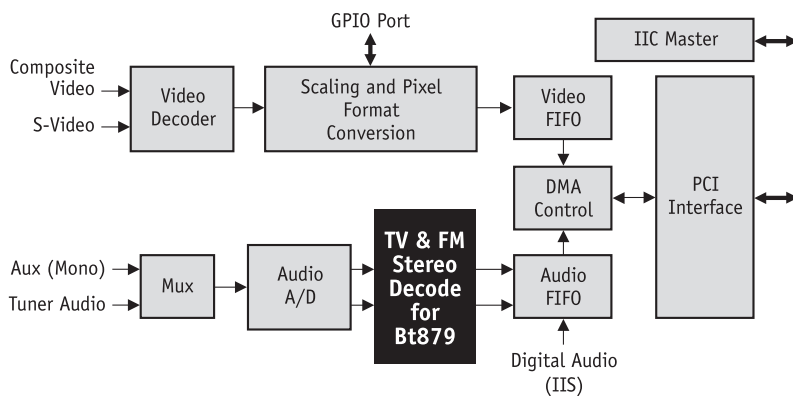 GPIO Port
IIC Master
Composite
Video
S-Video
Video
Decoder
Scaling and Pixel
Format
Conversion
Video
FIFO
DMA
Control
PCI
Interface
Aux (Mono)
Tuner Audio
Mux
Audio
A/D
TV & FM
Stereo
Decode
for
Bt879
Audio
FIFO
Digital Audio
(IIS)